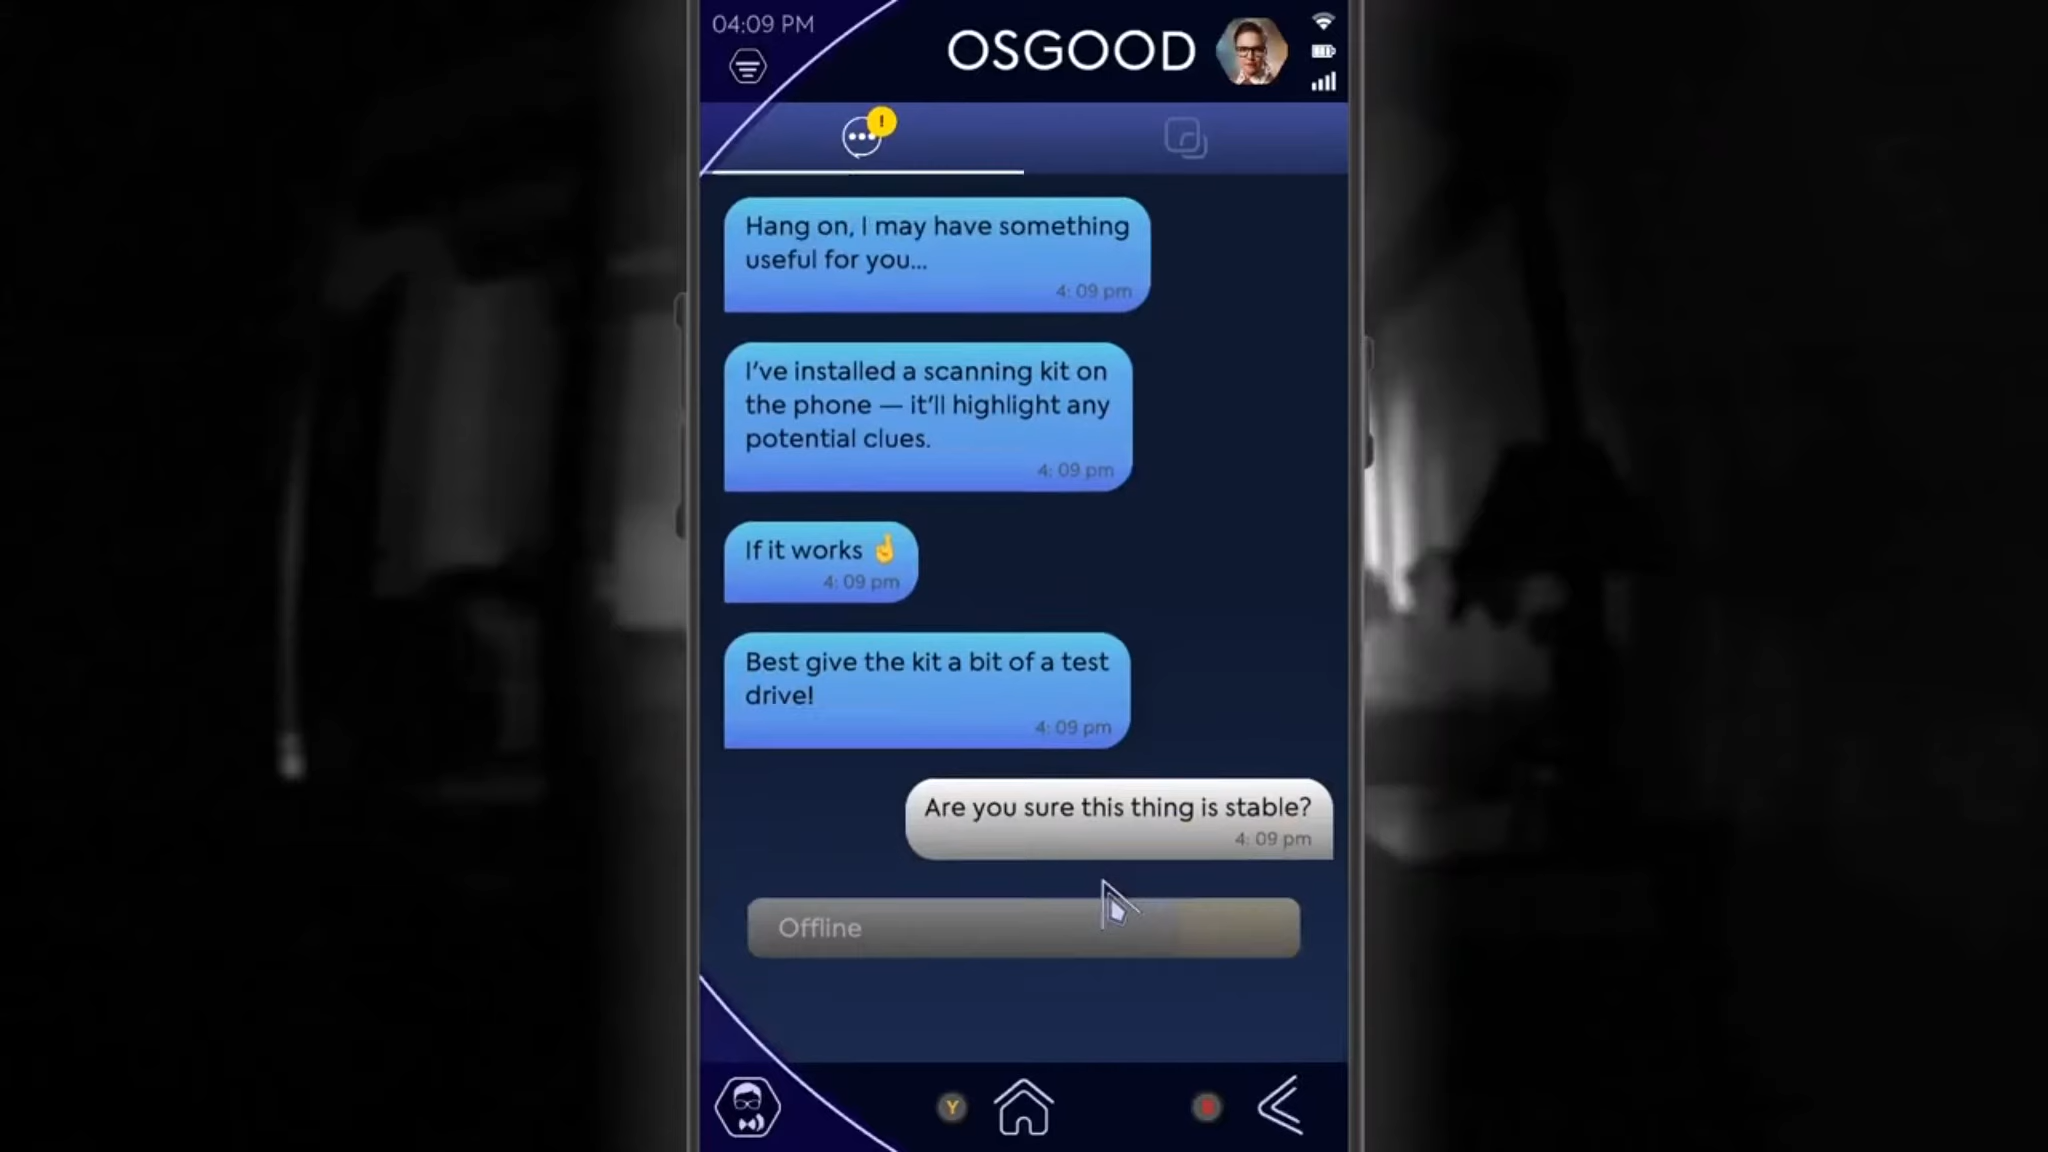 04:09 PM
OSGOOD
!
Hang on, I may have something
useful for you...
4: 09 pm
I've installed a scanning kit on
the phone — it'll highlight any
potential clues.
4: 09 pm
If it works 🤞
4: 09 pm
Best give the kit a bit of a test
drive!
4: 09 pm
Are you sure this thing is stable?
4: 09 pm
Offline
Y